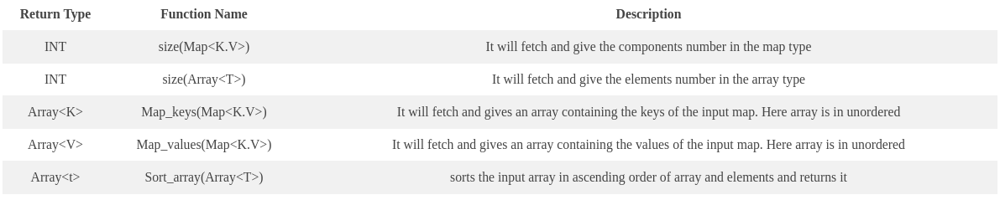 Return Type Function Name Description
INT size(Map<K.V>) It will fetch and give the components number in the map type
INT size(Array<T>) It will fetch and give the elements number in the array type
Array<K> Map_keys(Map<K.V>) It will fetch and gives an array containing the keys of the input map. Here array is in unordered
Array<V> Map_values(Map<K.V>) It will fetch and gives an array containing the values of the input map. Here array is in unordered
Array<t> Sort_array(Array<T>) sorts the input array in ascending order of array and elements and returns it